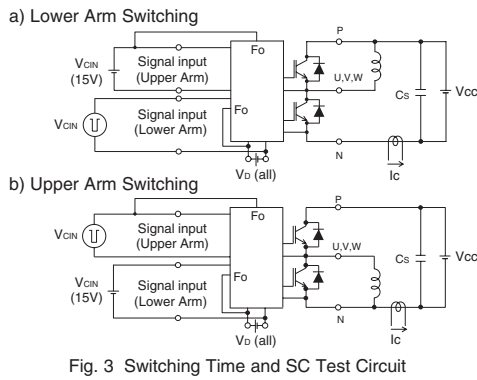 a) Lower Arm Switching
P
Fo
VCIN
(15V)
Signal input
(Upper Arm)
U,V,W
Signal input
(Lower Arm)
Fo
VCIN
CS
VCC
VD (all)
N
IC
b) Upper Arm Switching
P
Fo
VCIN
Signal input
(Upper Arm)
U,V,W
VCIN
(15V)
Signal input
(Lower Arm)
Fo
CS
VCC
VD (all)
N
IC
Fig. 3 Switching Time and SC Test Circuit